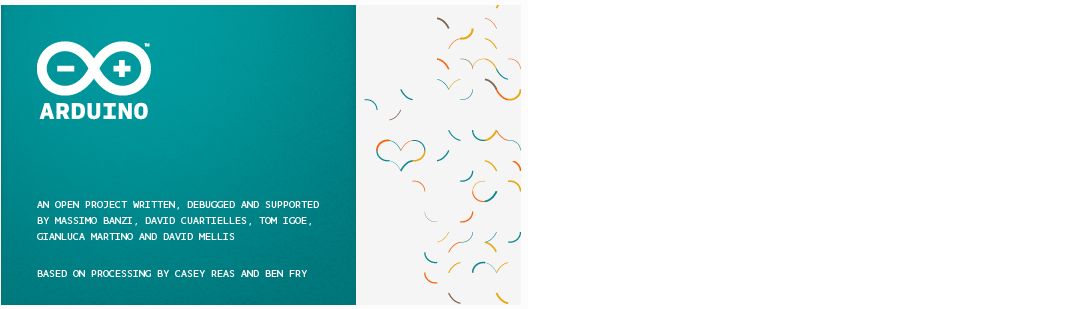 ARDUINO™
AN OPEN PROJECT WRITTEN, DEBUGGED AND SUPPORTED
BY MASSIMO BANZI, DAVID CUARTIELLES, TOM IGOE,
GIANLUCA MARTINO AND DAVID MELLIS
BASED ON PROCESSING BY CASEY REAS AND BEN FRY